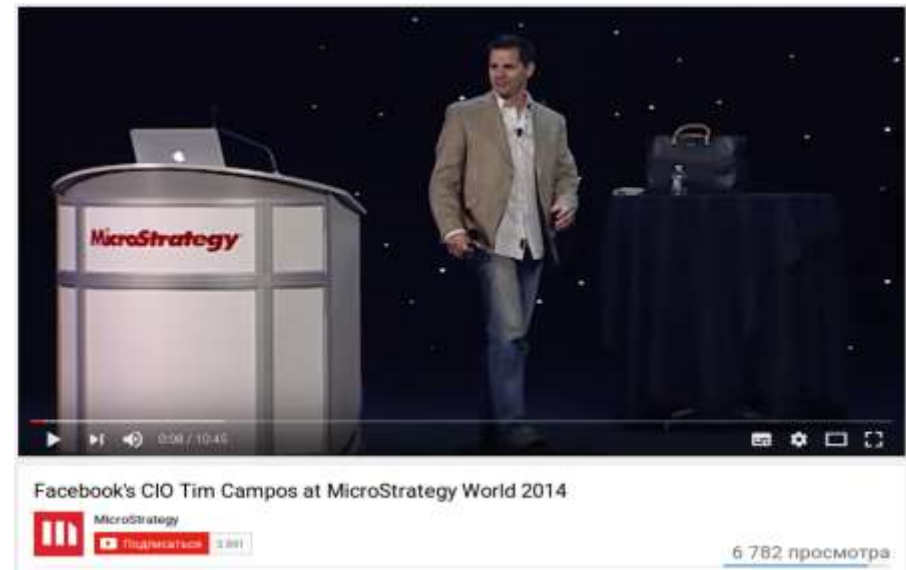 MicroStrategy
0:08 / 10:45
Facebook's CIO Tim Campos at MicroStrategy World 2014
MicroStrategy
Подписаться
6 782 просмотра